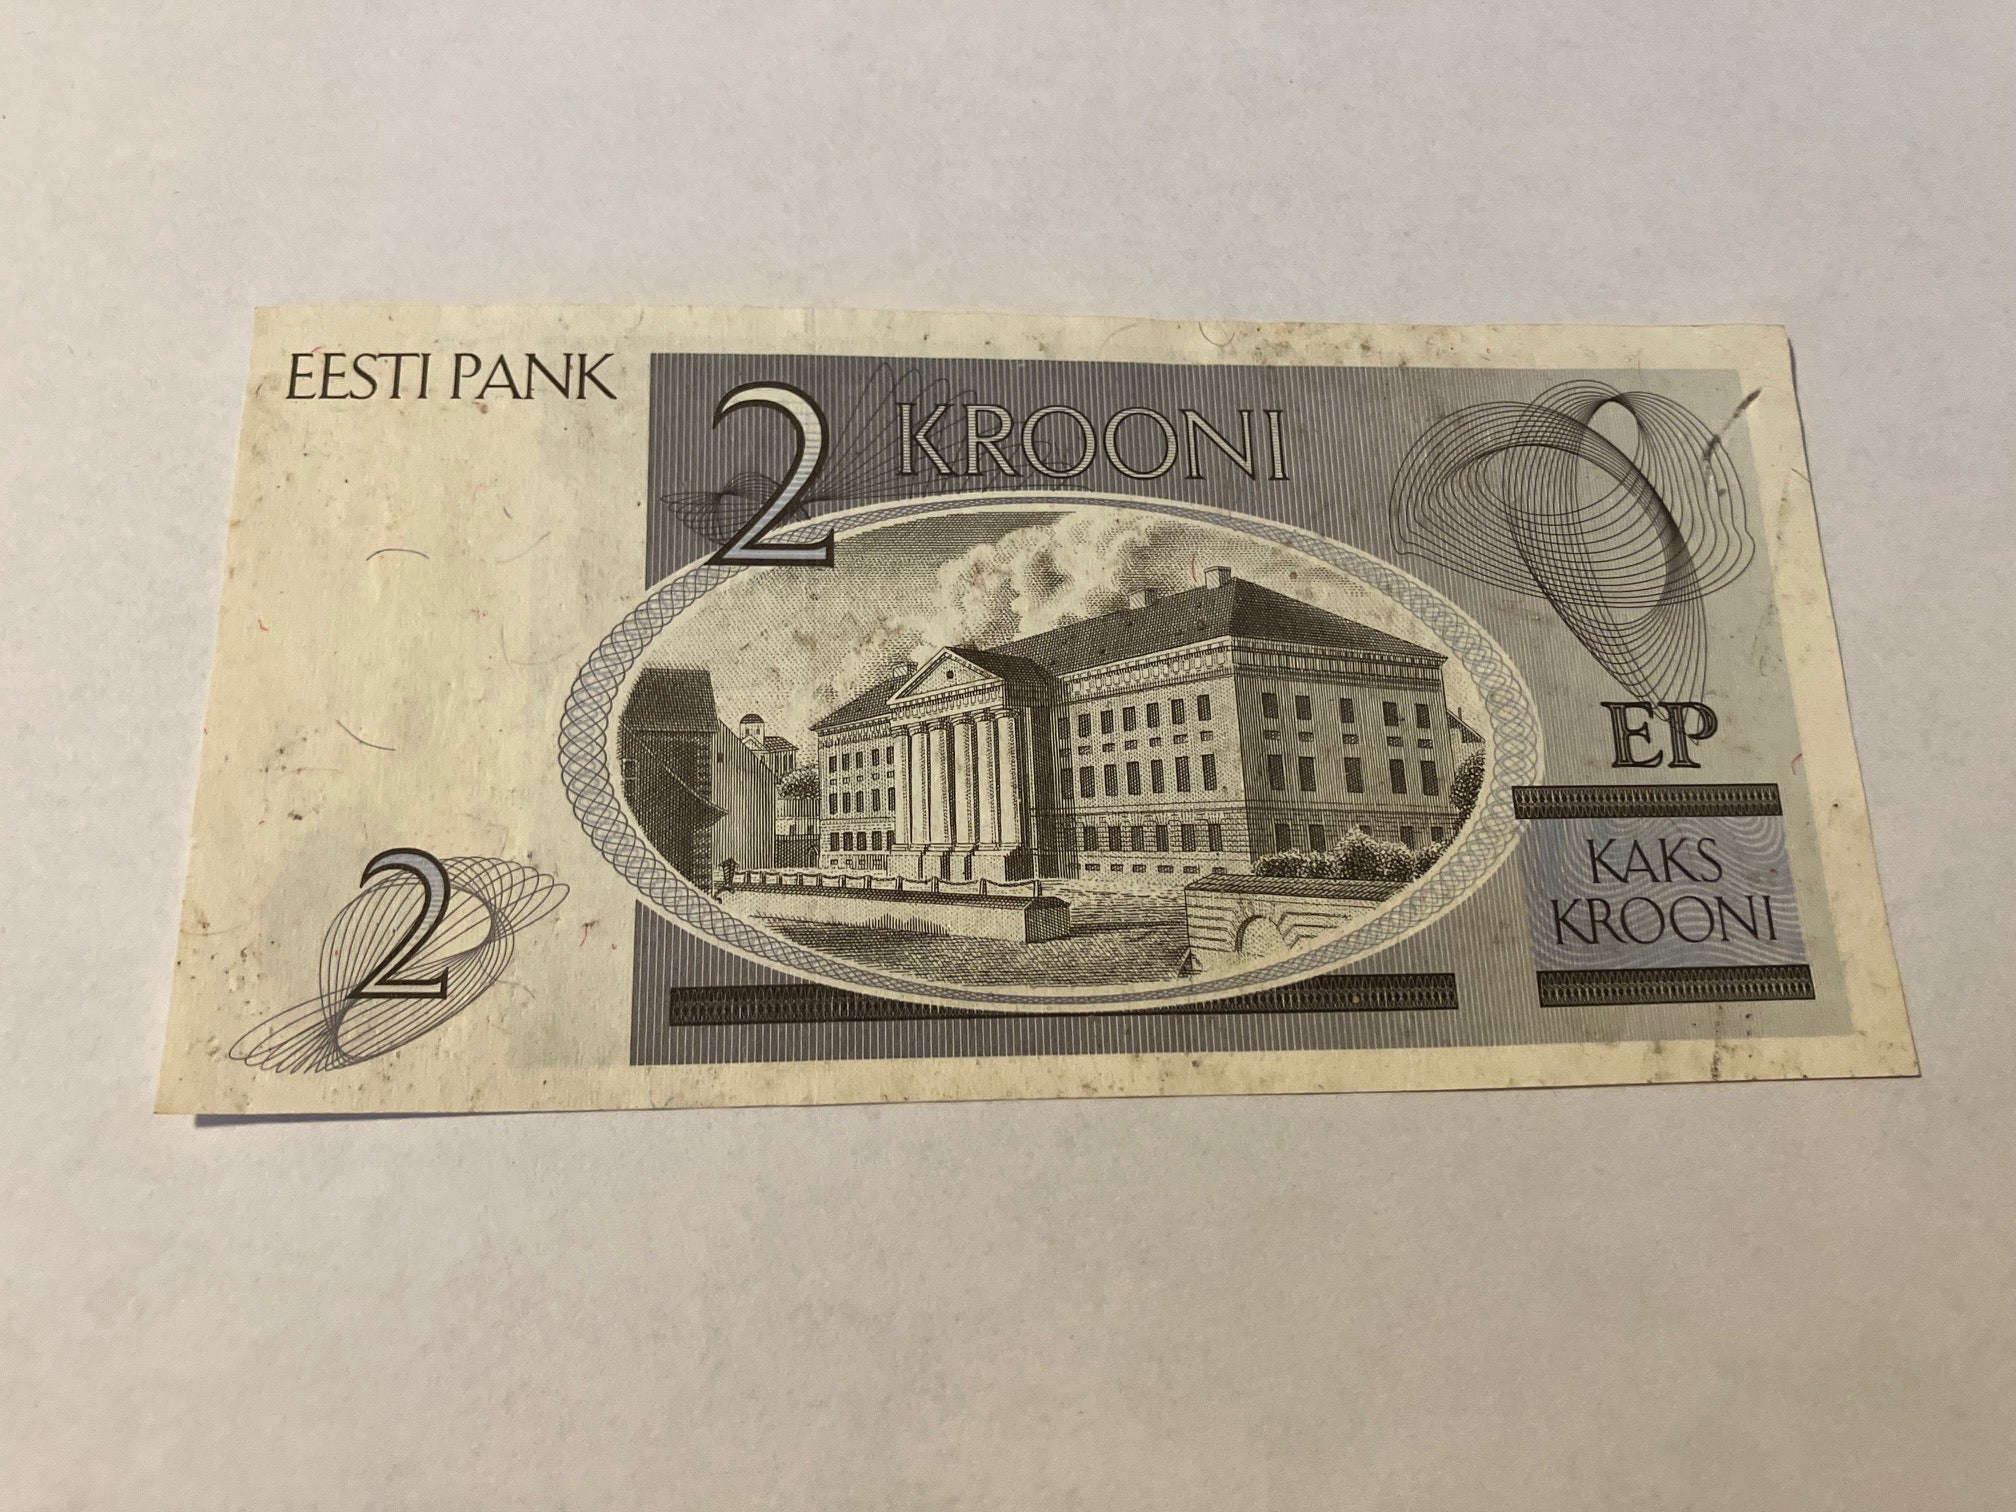 EESTI PANK
2 KROONI
EP
KAKS
KROONI
2